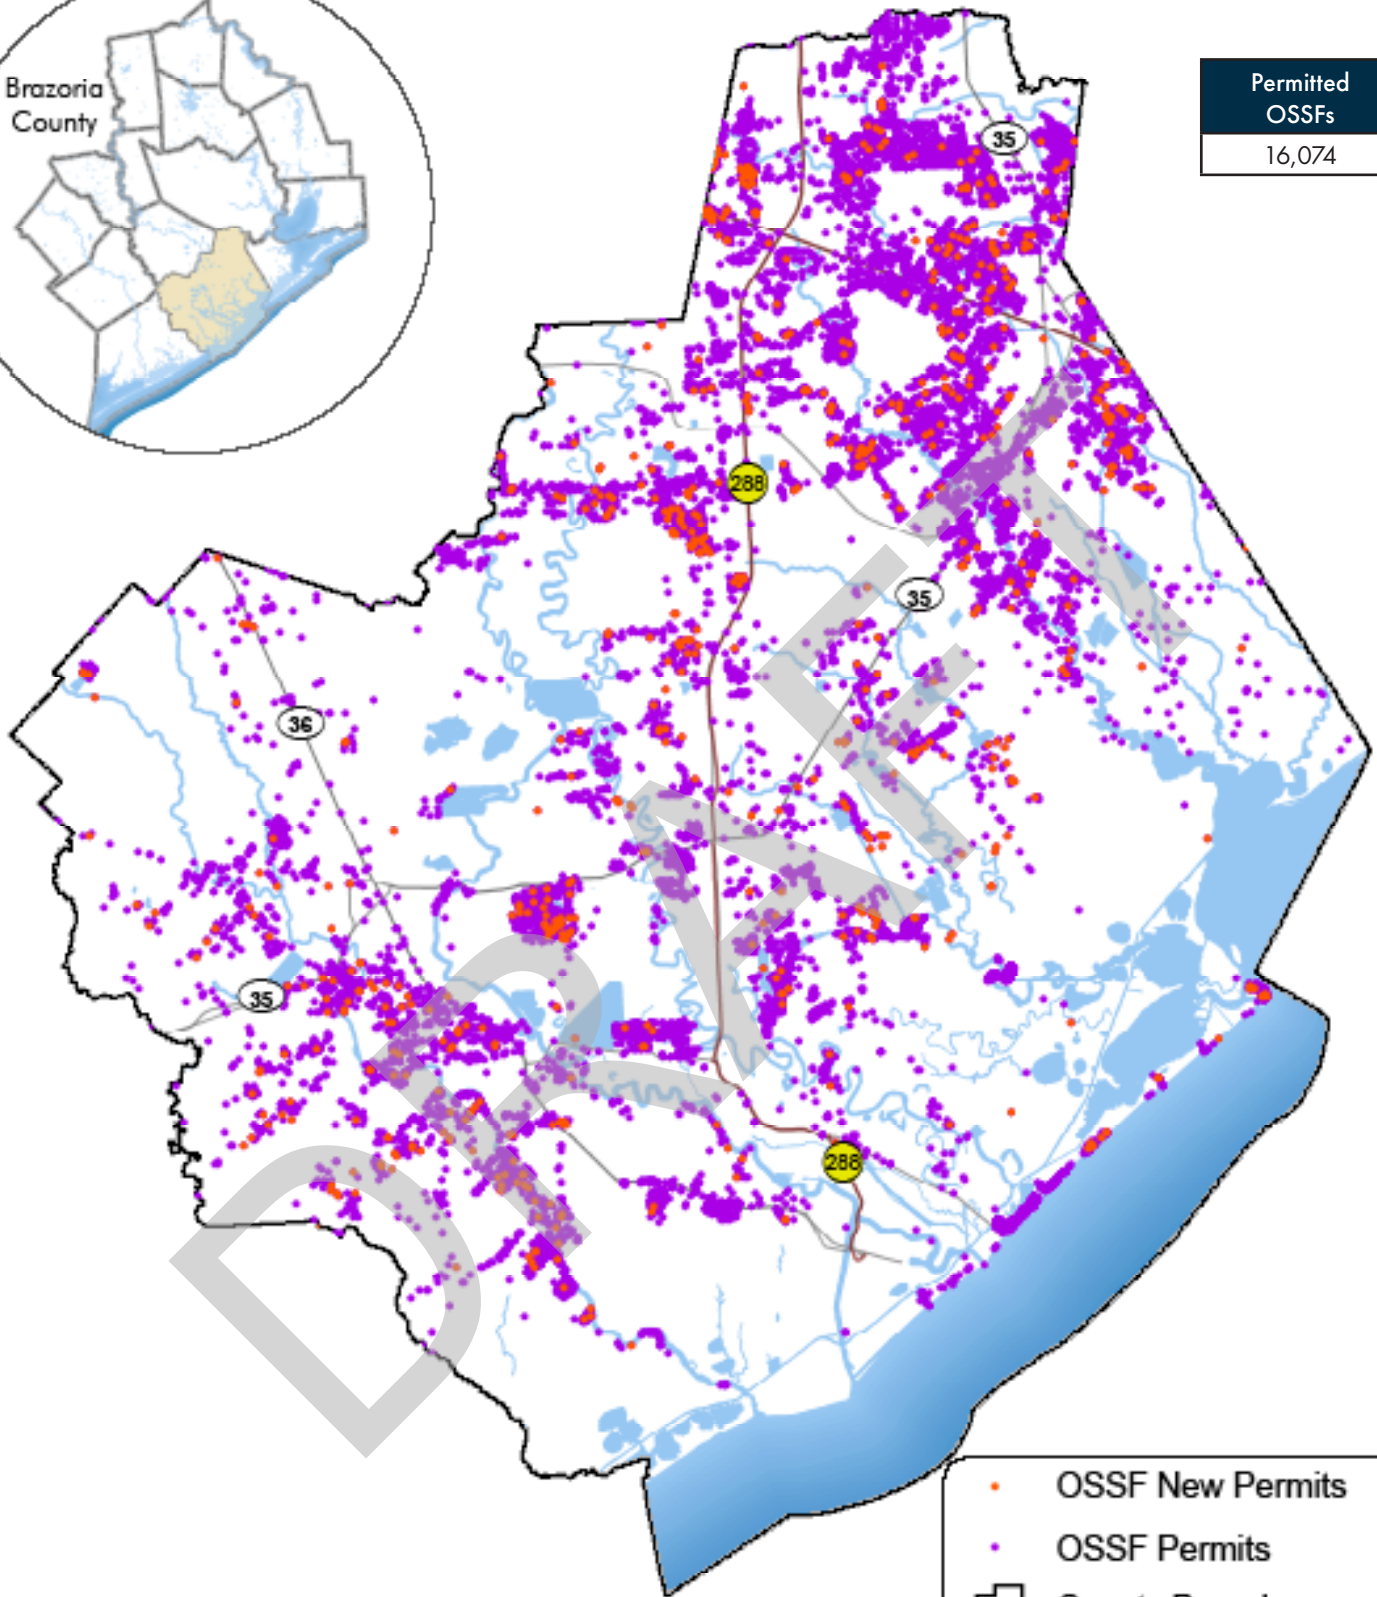 Brazoria
County
Permitted
OSSFs
16,074
35
288
35
36
35
288
DRAFT
OSSF New Permits
OSSF Permits